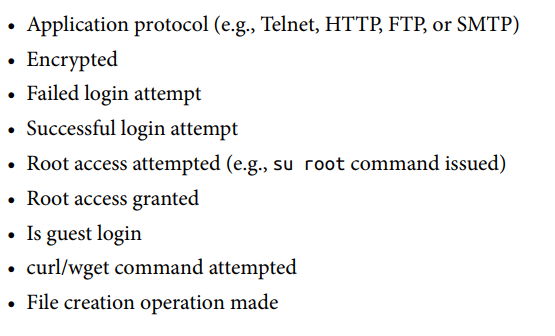 • Application protocol (e.g., Telnet, HTTP, FTP, or SMTP)
• Encrypted
• Failed login attempt
• Successful login attempt
• Root access attempted (e.g., su root command issued)
• Root access granted
• Is guest login
• curl/wget command attempted
• File creation operation made